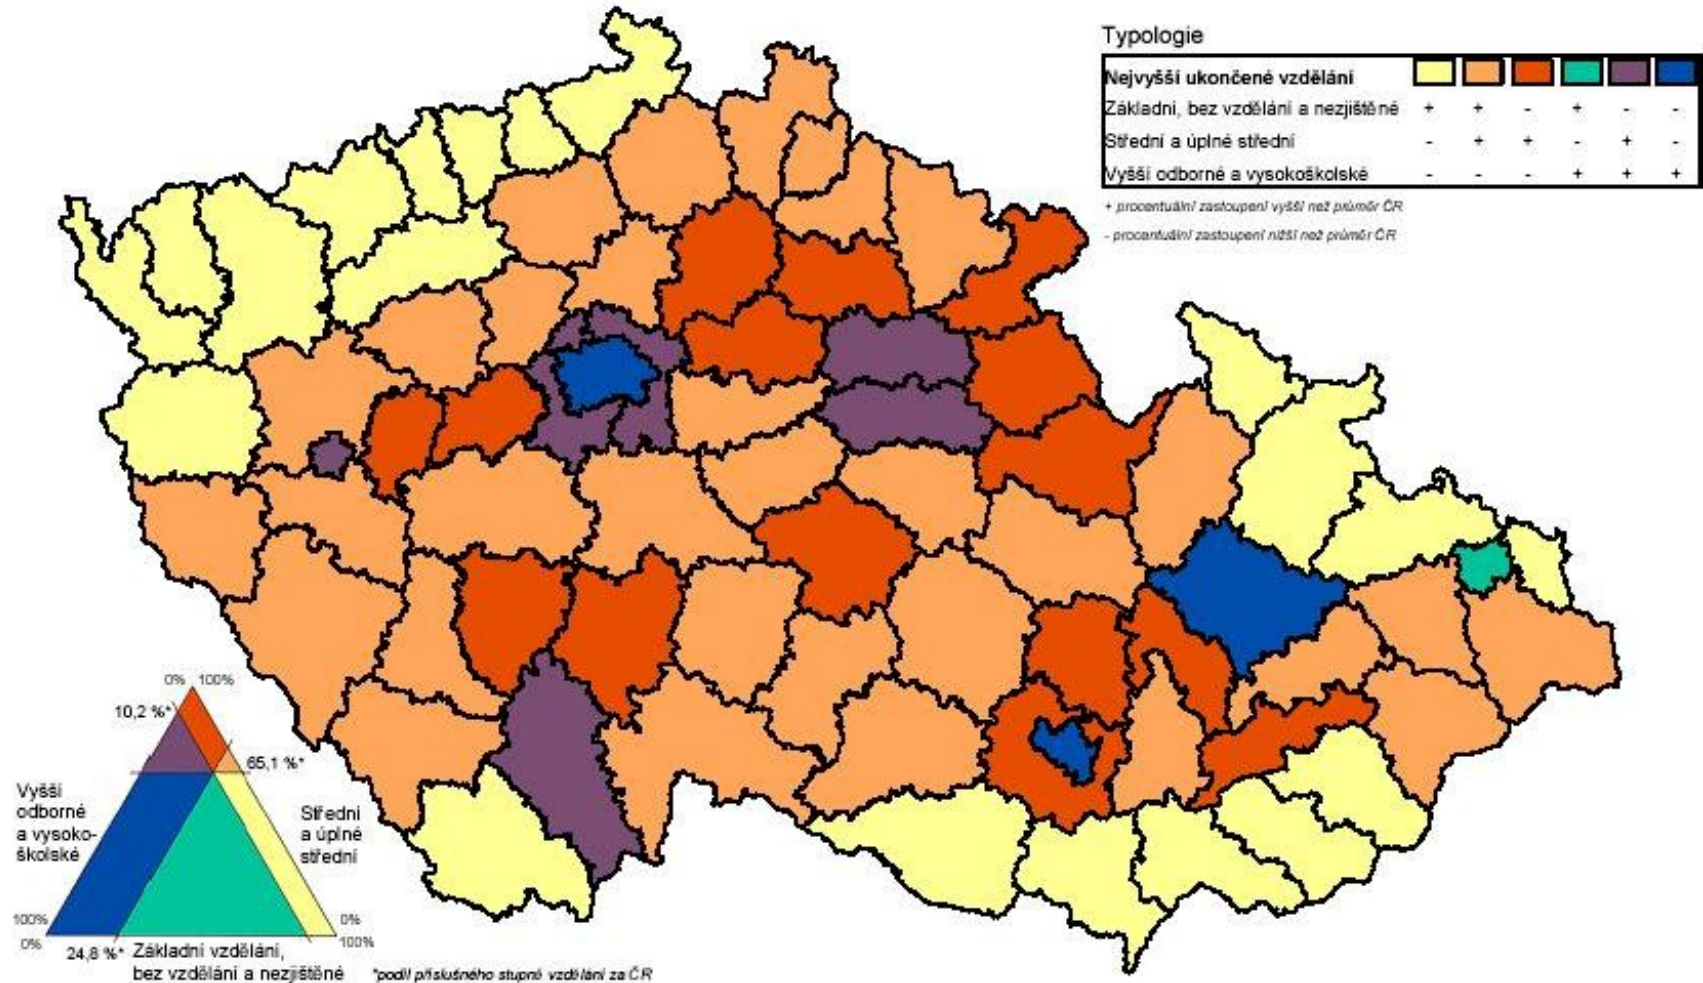 Typologie
Nejvyšší ukončené vzdělání
Základní, bez vzdělání a nezjištěné + + - + - -
Střední a úplné střední - + + - + -
Vyšší odborné a vysokoškolské - - - + + +
+ procentuální zastoupení vyšší než průměr ČR
- procentuální zastoupení nižší než průměr ČR
0% 100%
10,2 %*
65,1 %*
Vyšší
odborné
a vysoko-
školské
Střední
a úplné
střední
100%
0%
0%
100%
24,8 %*
Základní vzdělání,
bez vzdělání a nezjištěné
*podíl příslušného stupně vzdělání za ČR